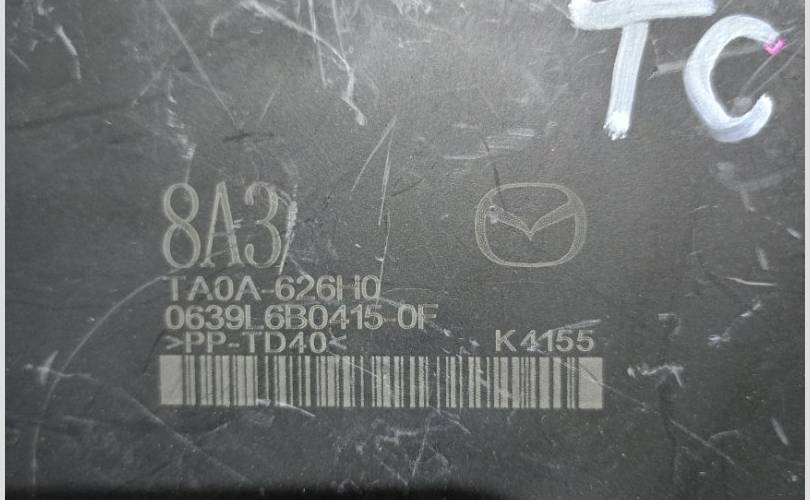 TC
8A3
TA0A-626H0
0639L6B0415-0F
>PP-TD40< K4155